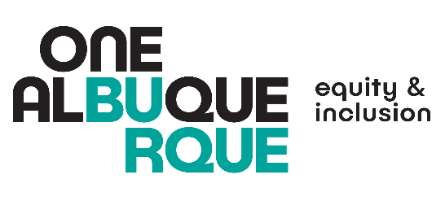 ONE
ALBUQUE
RQUE
equity &
inclusion